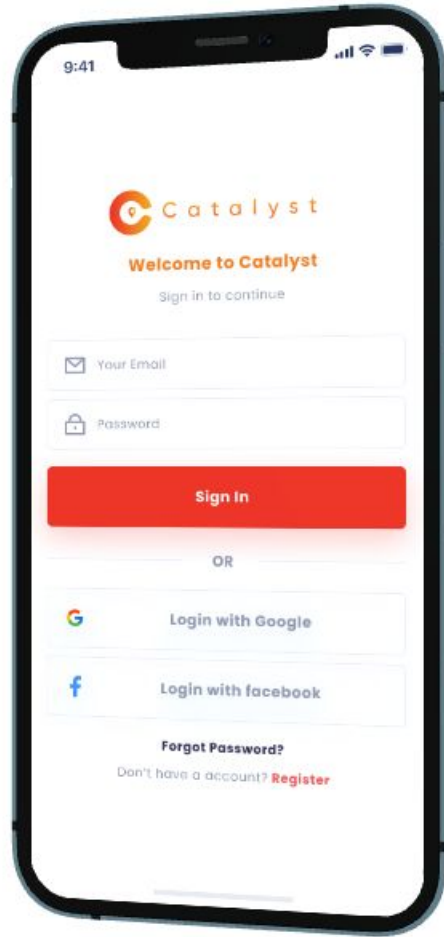 9:41
Catalyst
Welcome to Catalyst
Sign in to continue
Your Email
Password
Sign In
OR
Login with Google
Login with facebook
Forgot Password?
Don't have a account? Register